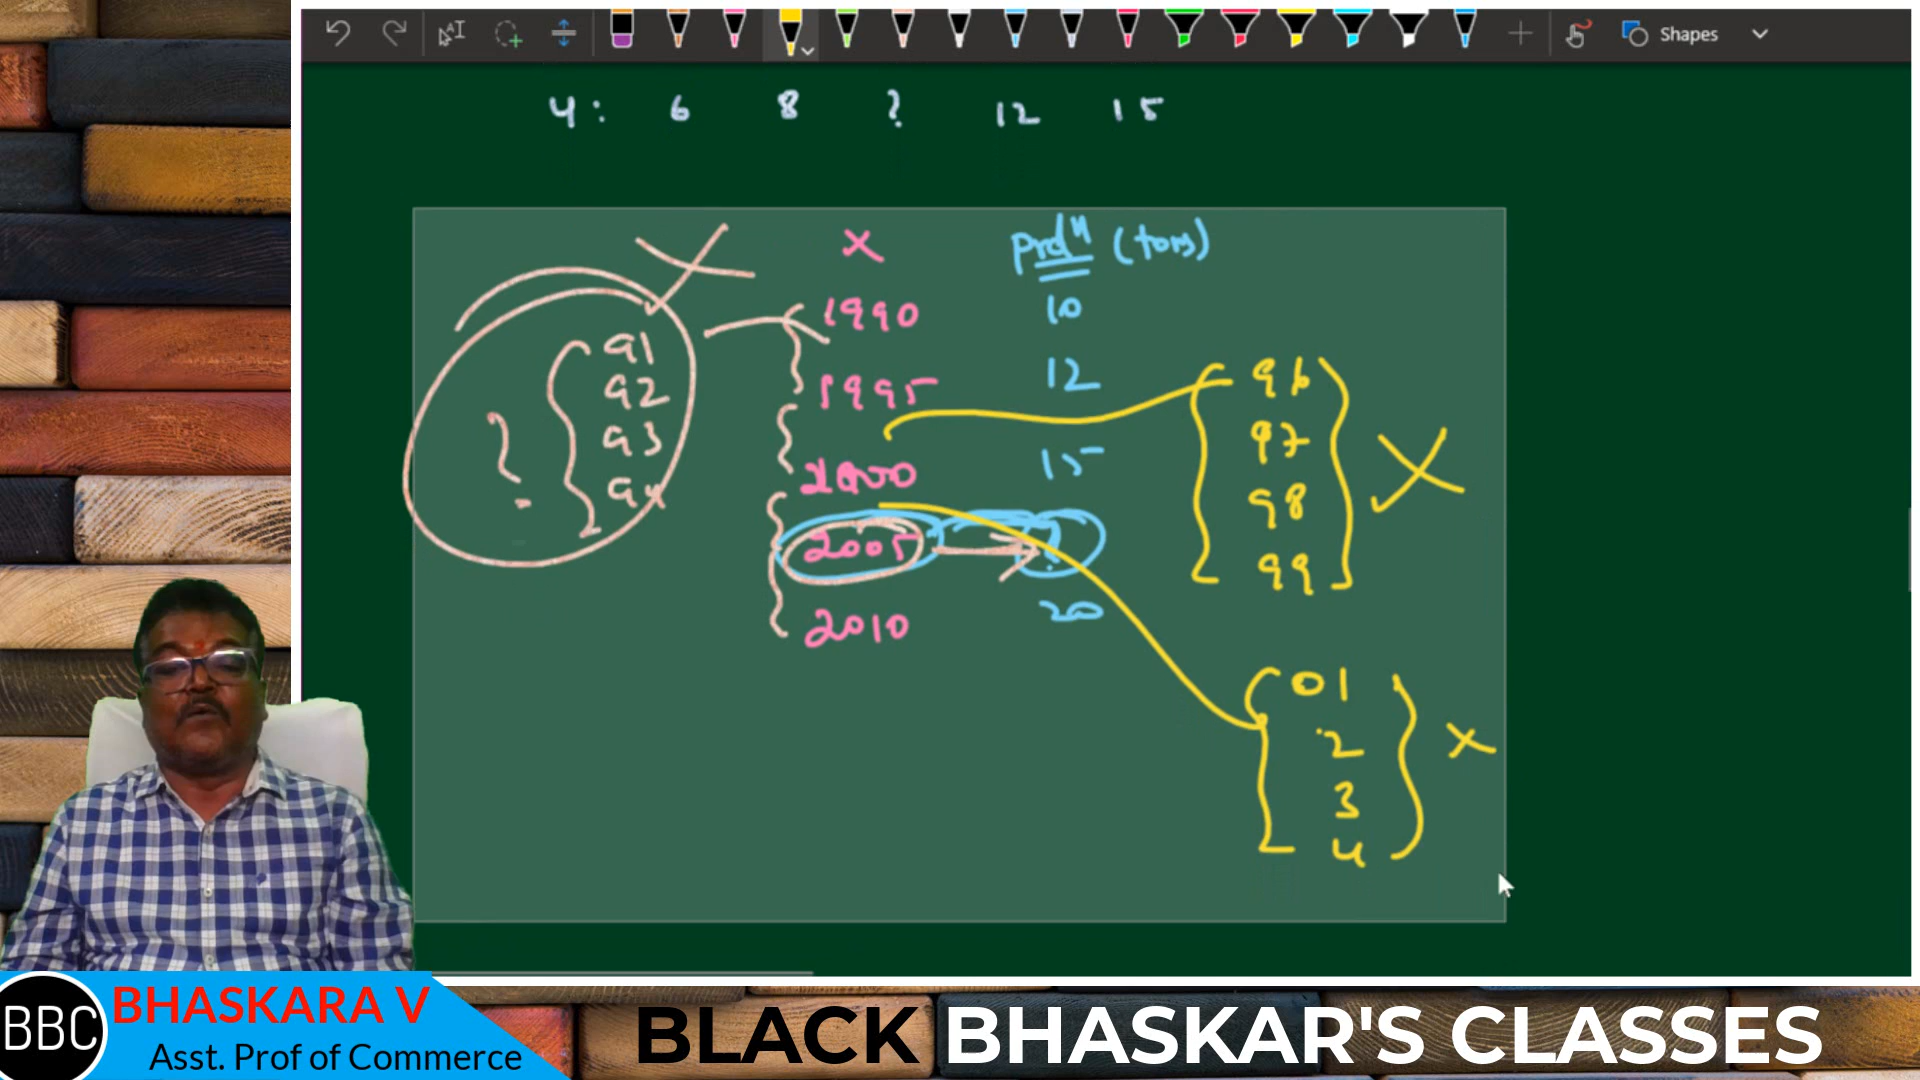 Shapes
4: 6 8 ? 12 15
X Prdn (tons)
1990 10
1995 12
2000 15
2005 ?
2010 20
? 91
92
93
94
96
97
98
99
01
2
3
4
BBC
BHASKARA V
Asst. Prof of Commerce
BLACK BHASKAR'S CLASSES